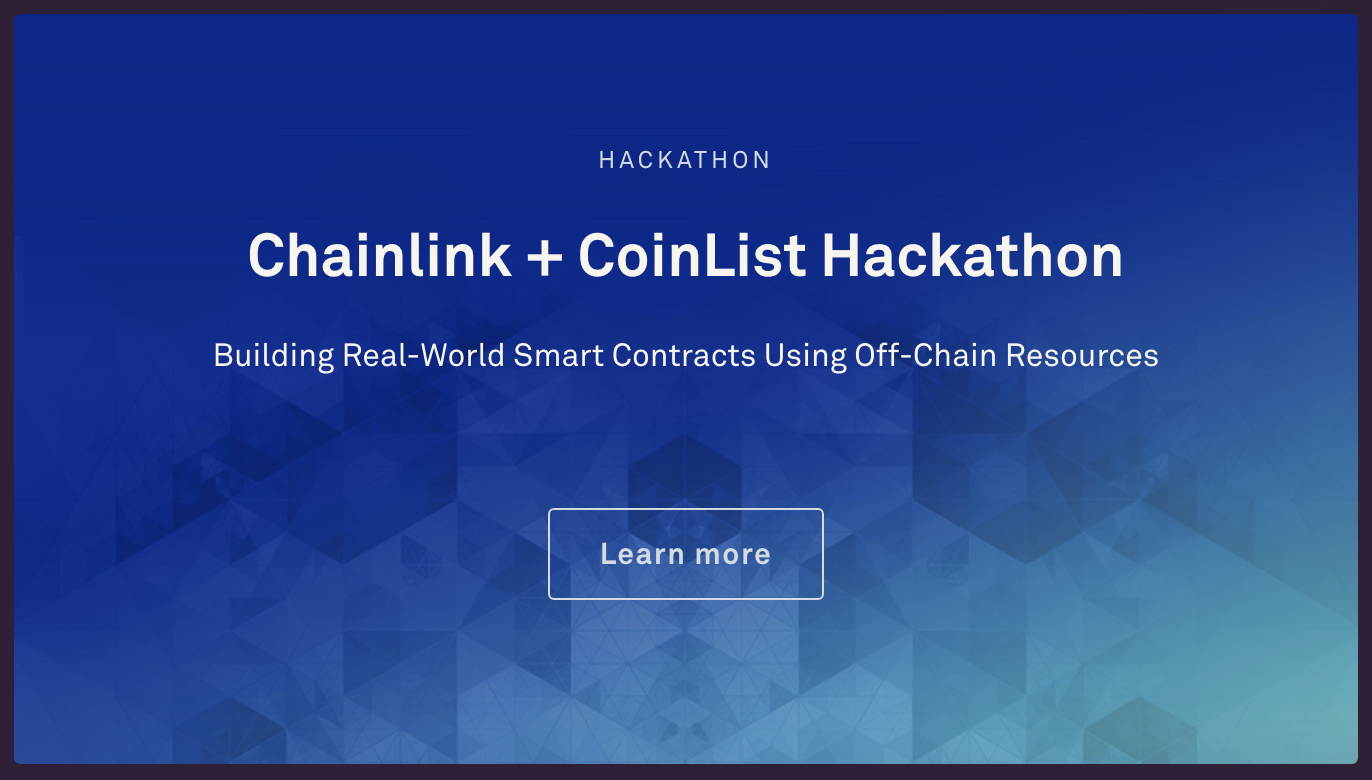 HACKATHON
Chainlink + CoinList Hackathon
Building Real-World Smart Contracts Using Off-Chain Resources
Learn more